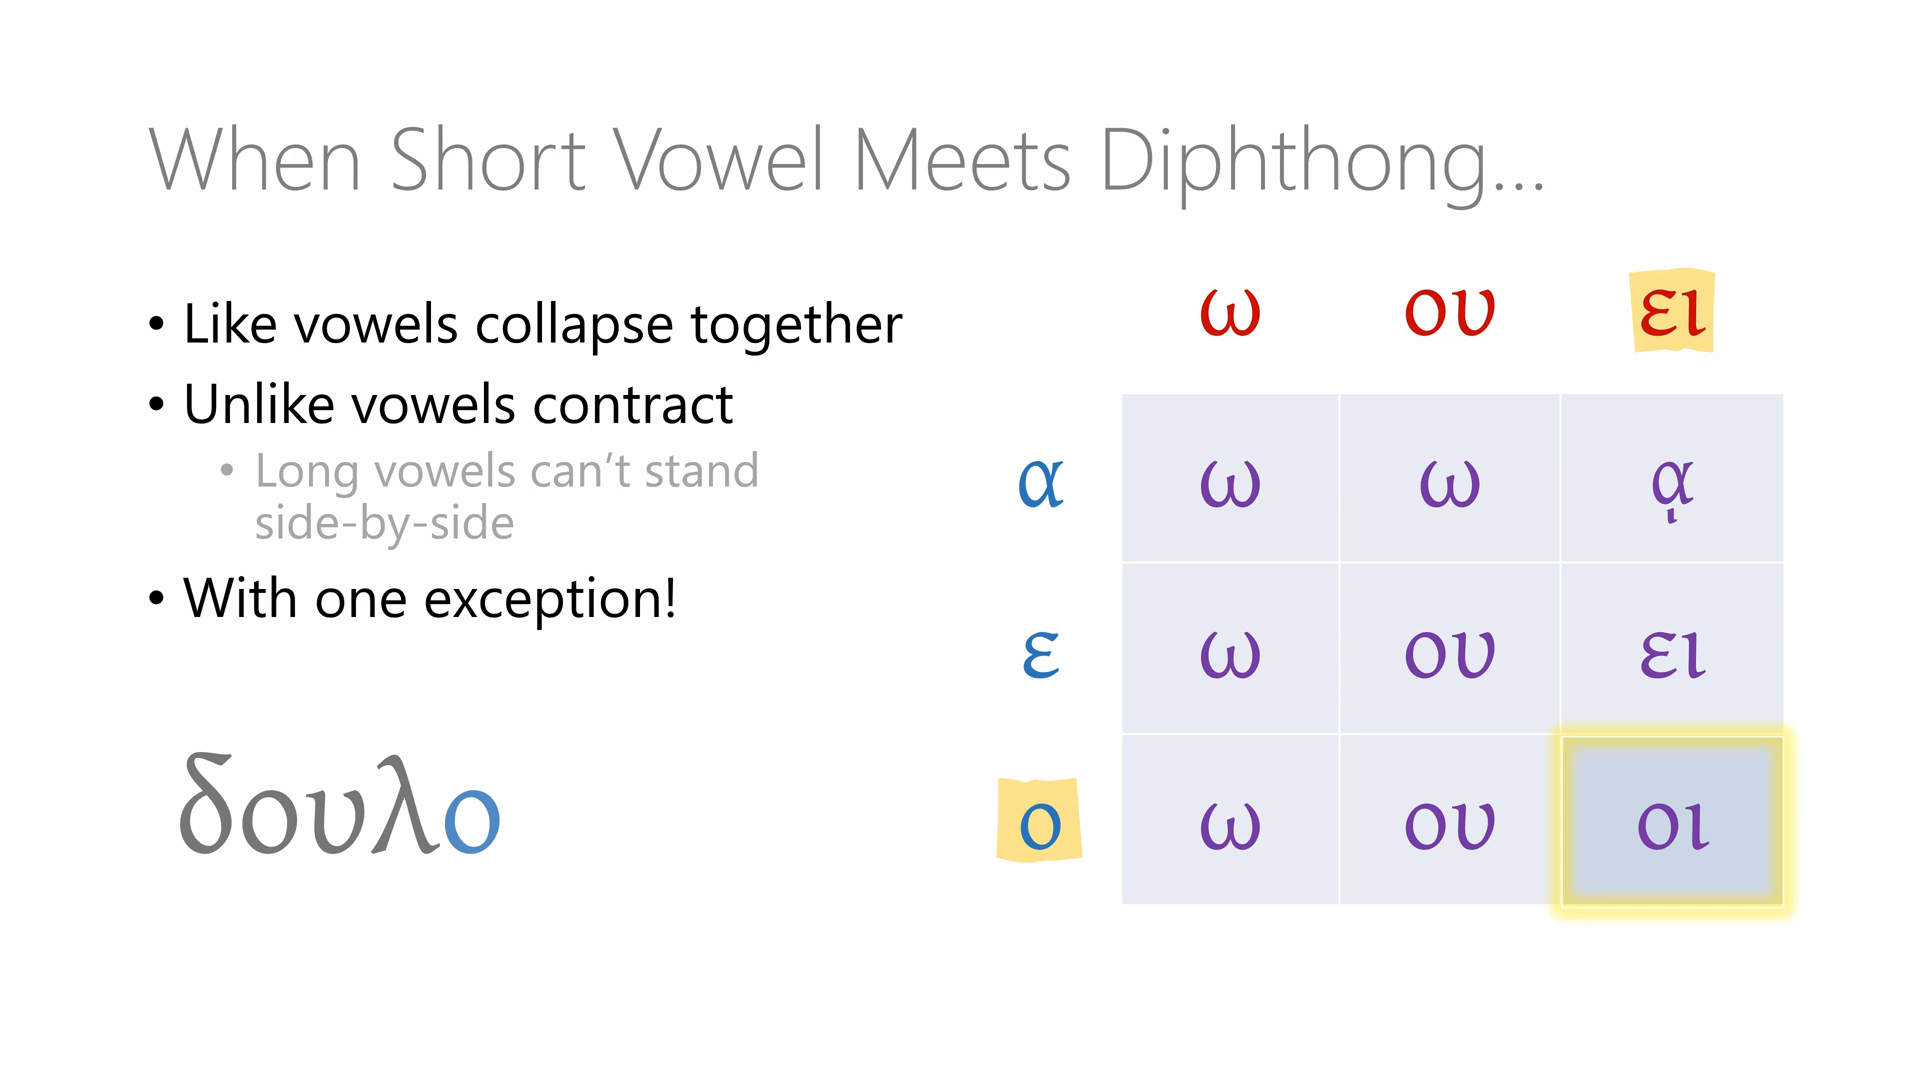 When Short Vowel Meets Diphthong...
• Like vowels collapse together
• Unlike vowels contract
• Long vowels can't stand
side-by-side
• With one exception!
δουλο
ω ου ει
α ω ω ᾳ
ε ω ου ει
ο ω ου οι